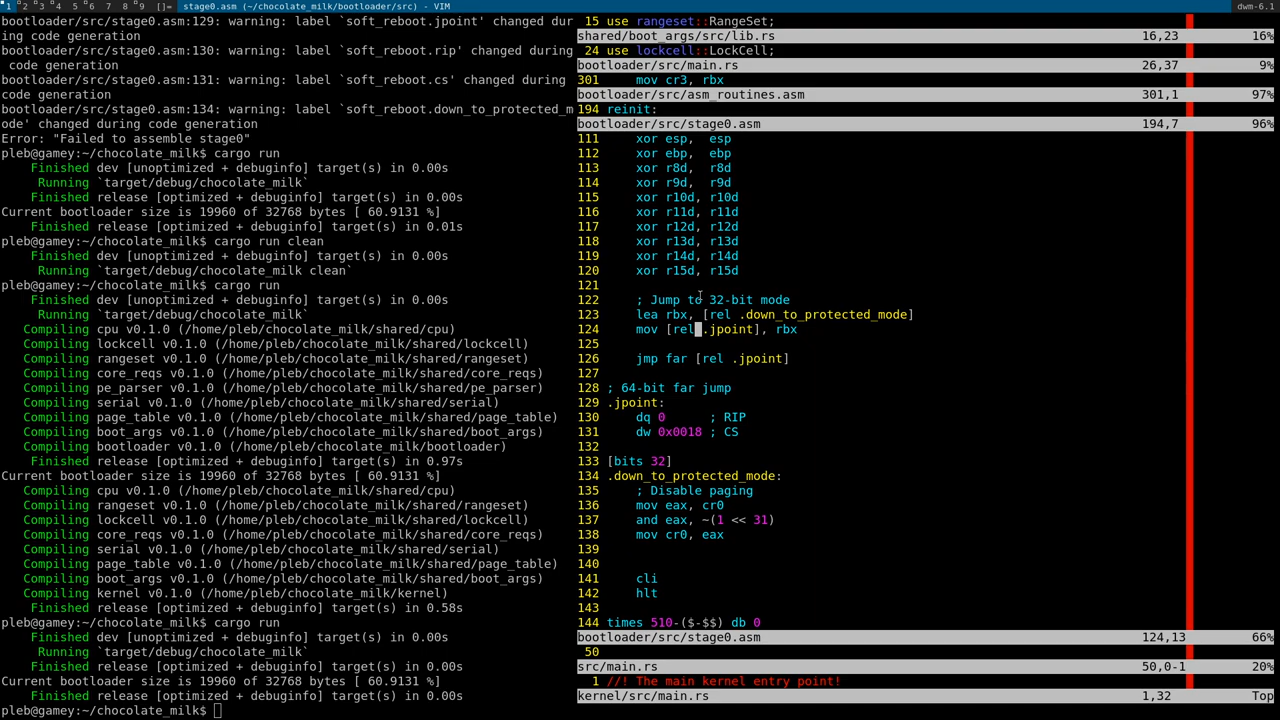 1 2 3 4 5 6 7 8 9 []= stage0.asm (~/chocolate_milk/bootloader/src) - VIM dwm-6.1
bootloader/src/stage0.asm:129: warning: label `soft_reboot.jpoint' changed dur
ing code generation
bootloader/src/stage0.asm:130: warning: label `soft_reboot.rip' changed during
 code generation
bootloader/src/stage0.asm:131: warning: label `soft_reboot.cs' changed during
code generation
bootloader/src/stage0.asm:134: warning: label `soft_reboot.down_to_protected_m
ode' changed during code generation
Error: "Failed to assemble stage0"
pleb@gamey:~/chocolate_milk$ cargo run
Finished dev [unoptimized + debuginfo] target(s) in 0.00s
Running `target/debug/chocolate_milk`
Finished release [optimized + debuginfo] target(s) in 0.00s
Current bootloader size is 19960 of 32768 bytes [ 60.9131 %]
Finished release [optimized + debuginfo] target(s) in 0.01s
pleb@gamey:~/chocolate_milk$ cargo run clean
Finished dev [unoptimized + debuginfo] target(s) in 0.00s
Running `target/debug/chocolate_milk clean`
pleb@gamey:~/chocolate_milk$ cargo run
Finished dev [unoptimized + debuginfo] target(s) in 0.00s
Running `target/debug/chocolate_milk`
Compiling cpu v0.1.0 (/home/pleb/chocolate_milk/shared/cpu)
Compiling lockcell v0.1.0 (/home/pleb/chocolate_milk/shared/lockcell)
Compiling rangeset v0.1.0 (/home/pleb/chocolate_milk/shared/rangeset)
Compiling core_reqs v0.1.0 (/home/pleb/chocolate_milk/shared/core_reqs)
Compiling pe_parser v0.1.0 (/home/pleb/chocolate_milk/shared/pe_parser)
Compiling serial v0.1.0 (/home/pleb/chocolate_milk/shared/serial)
Compiling page_table v0.1.0 (/home/pleb/chocolate_milk/shared/page_table)
Compiling boot_args v0.1.0 (/home/pleb/chocolate_milk/shared/boot_args)
Compiling bootloader v0.1.0 (/home/pleb/chocolate_milk/bootloader)
Finished release [optimized + debuginfo] target(s) in 0.97s
Current bootloader size is 19960 of 32768 bytes [ 60.9131 %]
Compiling cpu v0.1.0 (/home/pleb/chocolate_milk/shared/cpu)
Compiling rangeset v0.1.0 (/home/pleb/chocolate_milk/shared/rangeset)
Compiling lockcell v0.1.0 (/home/pleb/chocolate_milk/shared/lockcell)
Compiling core_reqs v0.1.0 (/home/pleb/chocolate_milk/shared/core_reqs)
Compiling serial v0.1.0 (/home/pleb/chocolate_milk/shared/serial)
Compiling page_table v0.1.0 (/home/pleb/chocolate_milk/shared/page_table)
Compiling boot_args v0.1.0 (/home/pleb/chocolate_milk/shared/boot_args)
Compiling kernel v0.1.0 (/home/pleb/chocolate_milk/kernel)
Finished release [optimized + debuginfo] target(s) in 0.58s
pleb@gamey:~/chocolate_milk$ cargo run
Finished dev [unoptimized + debuginfo] target(s) in 0.00s
Running `target/debug/chocolate_milk`
Finished release [optimized + debuginfo] target(s) in 0.00s
Current bootloader size is 19960 of 32768 bytes [ 60.9131 %]
Finished release [optimized + debuginfo] target(s) in 0.00s
pleb@gamey:~/chocolate_milk$
15 use rangeset::RangeSet;
shared/boot_args/src/lib.rs 16,23 16%
24 use lockcell::LockCell;
bootloader/src/main.rs 26,37 9%
301 mov cr3, rbx
bootloader/src/asm_routines.asm 301,1 97%
194 reinit:
bootloader/src/stage0.asm 194,7 96%
111 xor esp, esp
112 xor ebp, ebp
113 xor r8d, r8d
114 xor r9d, r9d
115 xor r10d, r10d
116 xor r11d, r11d
117 xor r12d, r12d
118 xor r13d, r13d
119 xor r14d, r14d
120 xor r15d, r15d
121
122 ; Jump to 32-bit mode
123 lea rbx, [rel .down_to_protected_mode]
124 mov [rel .jpoint], rbx
125
126 jmp far [rel .jpoint]
127
128 ; 64-bit far jump
129 .jpoint:
130 dq 0 ; RIP
131 dw 0x0018 ; CS
132
133 [bits 32]
134 .down_to_protected_mode:
135 ; Disable paging
136 mov eax, cr0
137 and eax, ~(1 << 31)
138 mov cr0, eax
139
140
141 cli
142 hlt
143
144 times 510-($-$$) db 0
bootloader/src/stage0.asm 124,13 66%
50
src/main.rs 50,0-1 20%
1 //! The main kernel entry point!
kernel/src/main.rs 1,32 Top